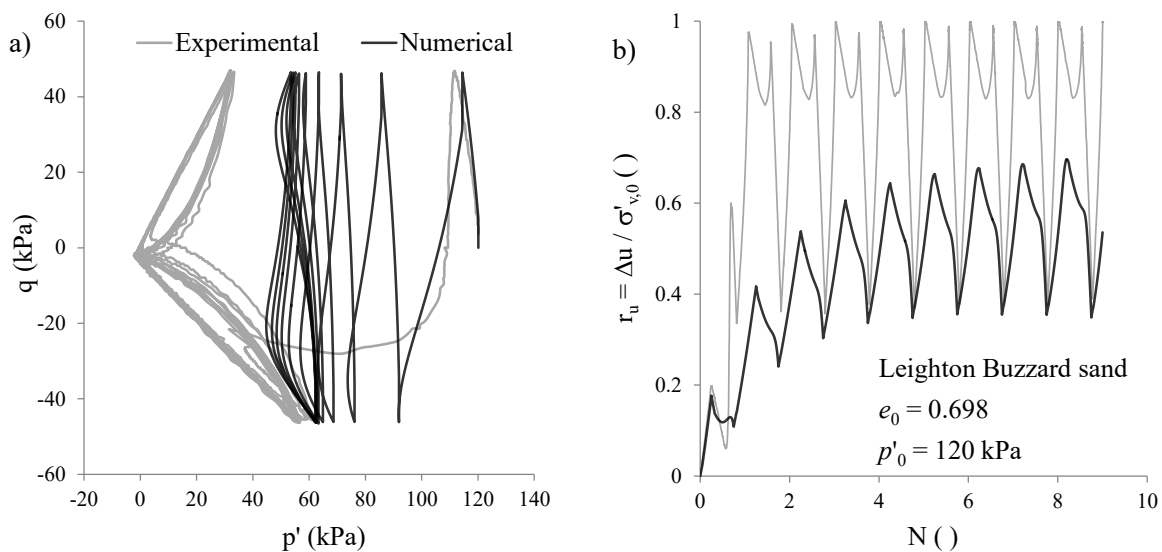 a)
Experimental
Numerical
60
40
20
0
-20
-40
-60
q (kPa)
-20
0
20
40
60
80
100
120
140
p' (kPa)
b)
1
0.8
0.6
0.4
0.2
0
r_u = Δu / σ'_v,0 ( )
Leighton Buzzard sand
e_0 = 0.698
p'_0 = 120 kPa
0
2
4
6
8
10
N ( )